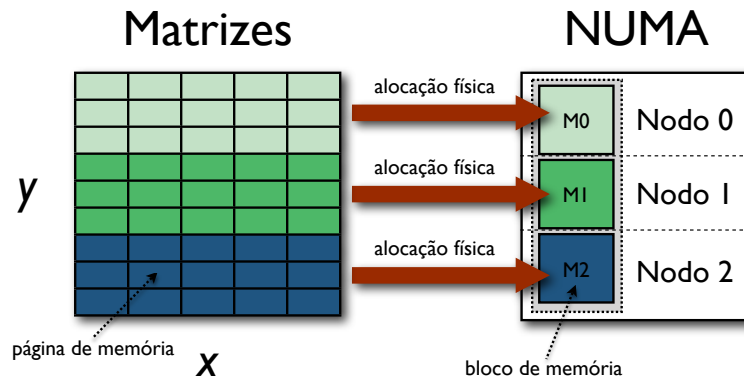 Matrizes
NUMA
alocação física
M0
Nodo 0
y
alocação física
M1
Nodo 1
alocação física
M2
Nodo 2
página de memória
x
bloco de memória